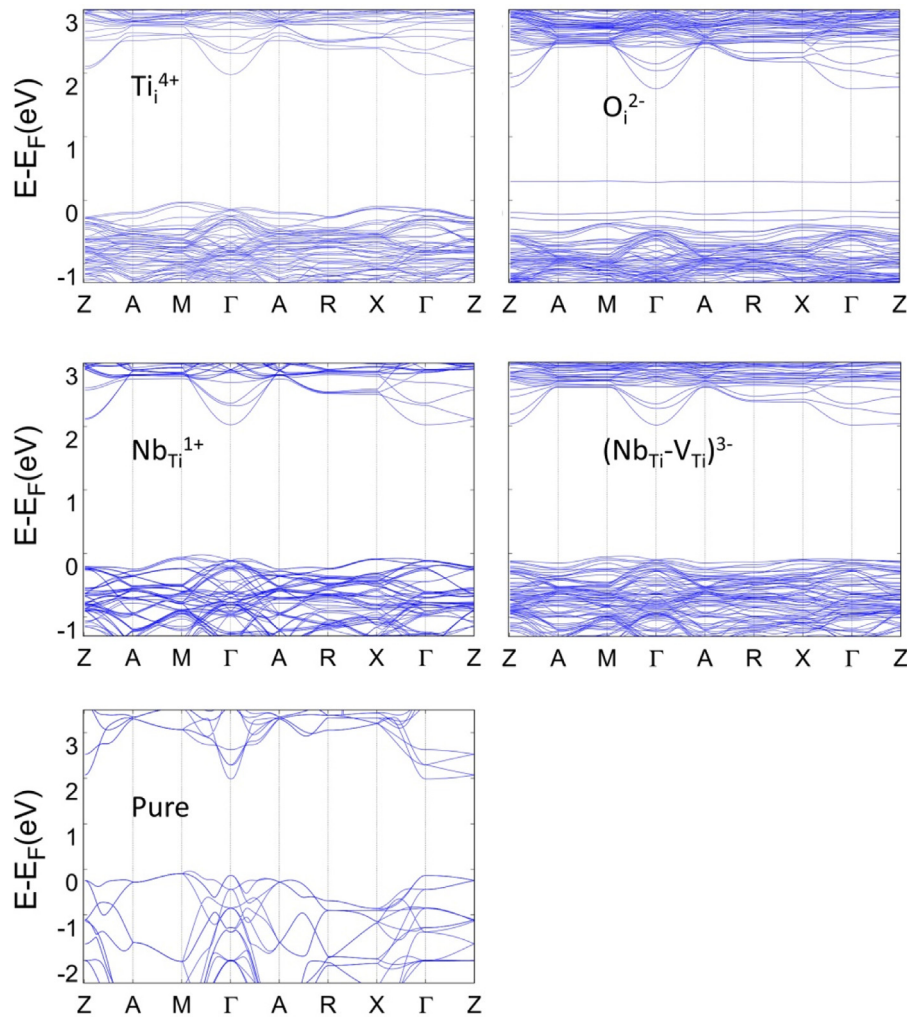 3
2
1
0
-1
E-E_F(eV)
Ti_i^4+
Z A M Γ A R X Γ Z
O_i^2-
Z A M Γ A R X Γ Z
3
2
1
0
-1
E-E_F(eV)
Nb_Ti^1+
Z A M Γ A R X Γ Z
(Nb_Ti-V_Ti)^3-
Z A M Γ A R X Γ Z
3
2
1
0
-1
-2
E-E_F(eV)
Pure
Z A M Γ A R X Γ Z